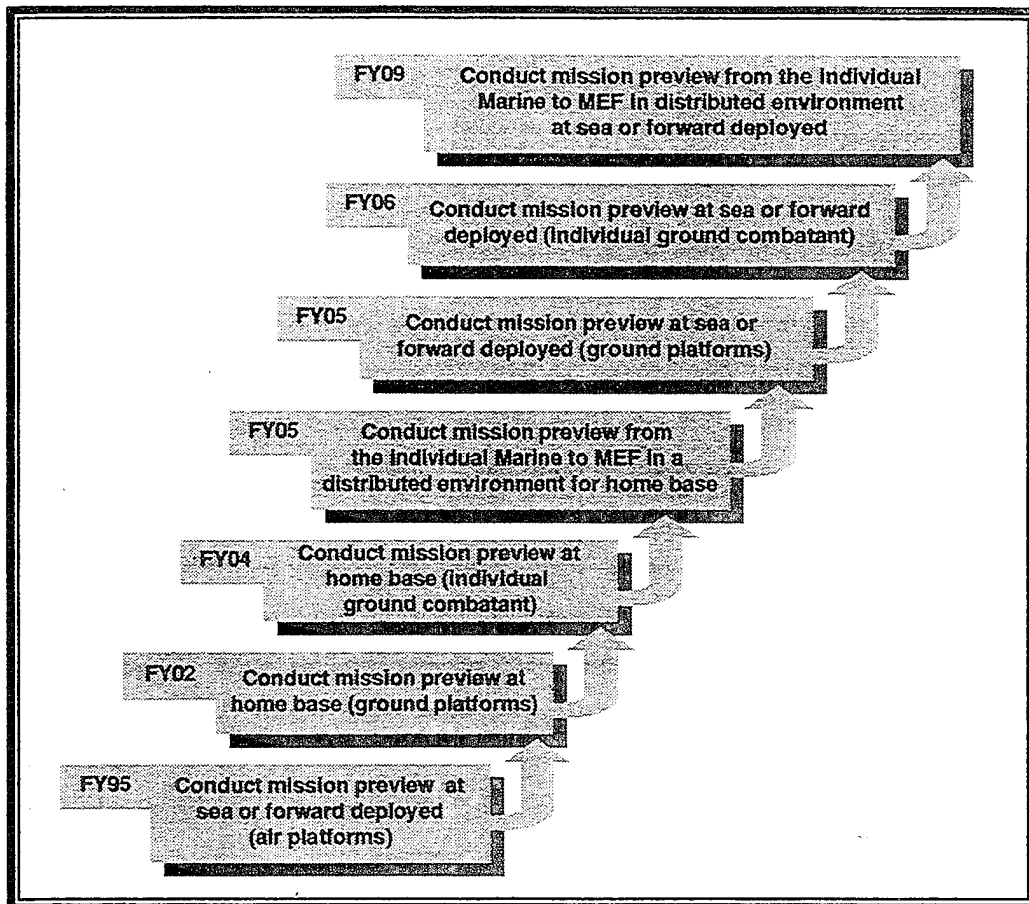 FY09
Conduct mission preview from the Individual
Marine to MEF in distributed environment
at sea or forward deployed
FY06
Conduct mission preview at sea or forward
deployed (individual ground combatant)
FY05
Conduct mission preview at sea or
forward deployed (ground platforms)
FY05
Conduct mission preview from
the Individual Marine to MEF in a
distributed environment for home base
FY04
Conduct mission preview at
home base (individual
ground combatant)
FY02
Conduct mission preview at
home base (ground platforms)
FY95
Conduct mission preview at
sea or forward deployed
(air platforms)